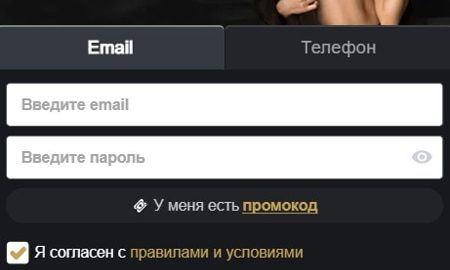 Email
Телефон
Введите email
Введите пароль
У меня есть промокод
Я согласен с правилами и условиями